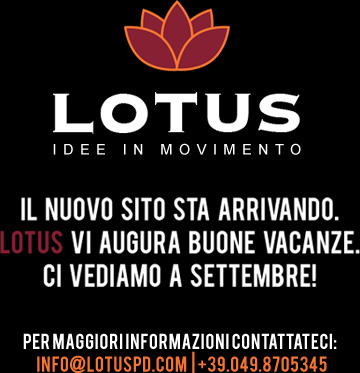 LOTUS
IDEE IN MOVIMENTO
IL NUOVO SITO STA ARRIVANDO.
LOTUS VI AUGURA BUONE VACANZE.
CI VEDIAMO A SETTEMBRE!
PER MAGGIORI INFORMAZIONI CONTATTATECI:
INFO@LOTUSPD.COM | +39.049.8705345